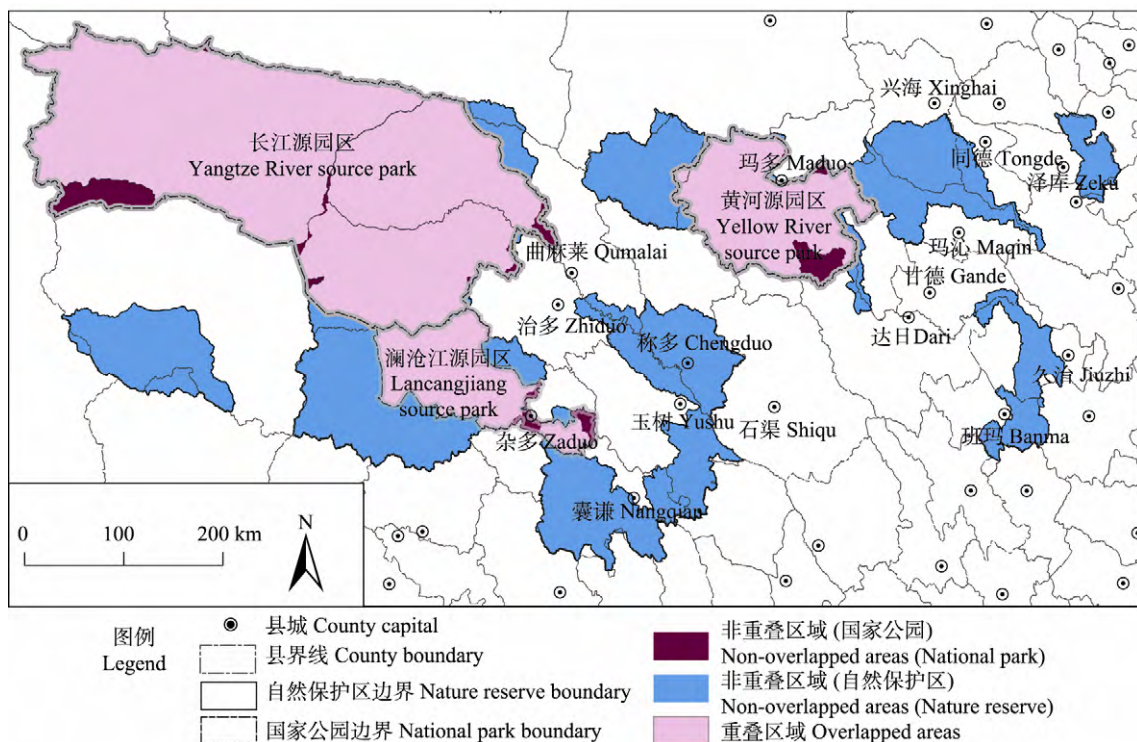 兴海 Xinghai
长江源园区
Yangtze River source park
玛多 Maduo
同德 Tongde
泽库 Zeku
黄河源园区
Yellow River
source park
曲麻莱 Qumalai
玛沁 Maqin
甘德 Gande
治多 Zhiduo
达日Dari
称多 Chengduo
澜沧江源园区
Lancangjiang
source park
久治 Jiuzhi
杂多 Zaduo
玉树 Yushu
石渠 Shiqu
班玛 Banma
囊谦 Nangqian
0 100 200 km
N
图例
Legend
县城 County capital
县界线 County boundary
自然保护区边界 Nature reserve boundary
国家公园边界 National park boundary
非重叠区域 (国家公园)
Non-overlapped areas (National park)
非重叠区域 (自然保护区)
Non-overlapped areas (Nature reserve)
重叠区域 Overlapped areas